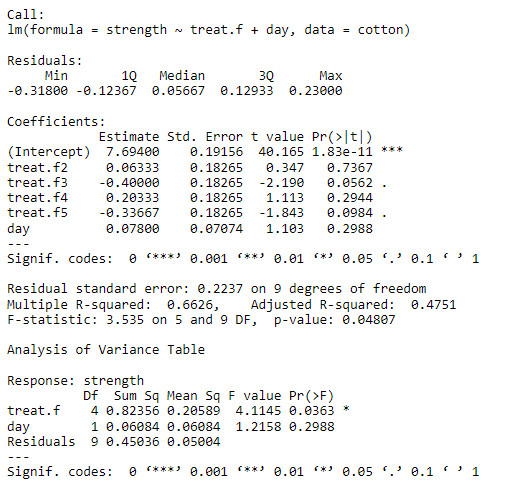 Call:
lm(formula = strength ~ treat.f + day, data = cotton)
Residuals:
Min 1Q Median 3Q Max
-0.31800 -0.12367 0.05667 0.12933 0.23000
Coefficients:
Estimate Std. Error t value Pr(>|t|)
(Intercept) 7.69400 0.19156 40.165 1.83e-11 ***
treat.f2 0.06333 0.18265 0.347 0.7367
treat.f3 -0.40000 0.18265 -2.190 0.0562 .
treat.f4 0.20333 0.18265 1.113 0.2944
treat.f5 -0.33667 0.18265 -1.843 0.0984 .
day 0.07800 0.07074 1.103 0.2988
---
Signif. codes: 0 ‘***’ 0.001 ‘**’ 0.01 ‘*’ 0.05 ‘.’ 0.1 ‘ ’ 1
Residual standard error: 0.2237 on 9 degrees of freedom
Multiple R-squared: 0.6626, Adjusted R-squared: 0.4751
F-statistic: 3.535 on 5 and 9 DF, p-value: 0.04807
Analysis of Variance Table
Response: strength
Df Sum Sq Mean Sq F value Pr(>F)
treat.f 4 0.82356 0.20589 4.1145 0.0363 *
day 1 0.06084 0.06084 1.2158 0.2988
Residuals 9 0.45036 0.05004
---
Signif. codes: 0 ‘***’ 0.001 ‘**’ 0.01 ‘*’ 0.05 ‘.’ 0.1 ‘ ’ 1